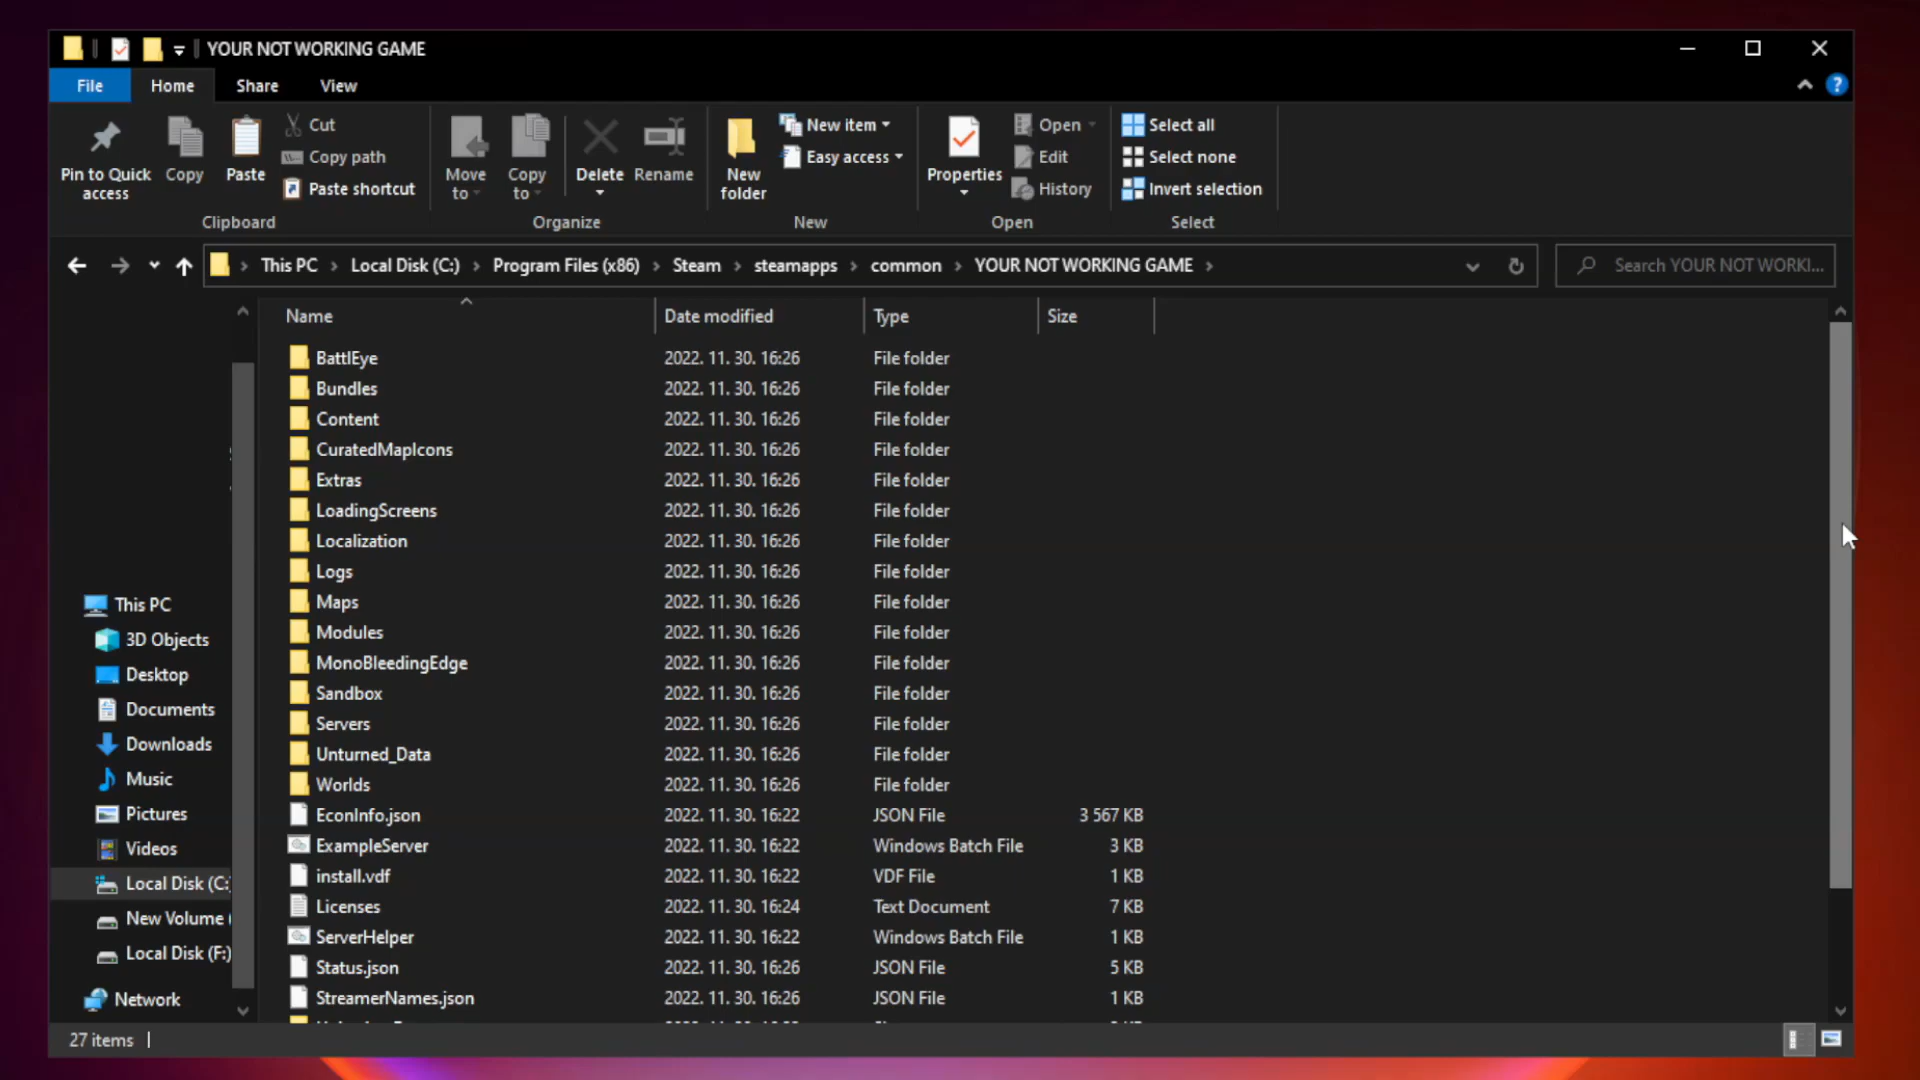 YOUR NOT WORKING GAME
File Home Share View
Pin to Quick access
Copy
Paste
Cut
Copy path
Paste shortcut
Clipboard
Move to
Copy to
Delete
Rename
Organize
New folder
New item
Easy access
New
Properties
Open
Edit
History
Open
Select all
Select none
Invert selection
Select
This PC › Local Disk (C:) › Program Files (x86) › Steam › steamapps › common › YOUR NOT WORKING GAME ›
Search YOUR NOT WORKI...
This PC
3D Objects
Desktop
Documents
Downloads
Music
Pictures
Videos
Local Disk (C:
New Volume (
Local Disk (F:)
Network
Name Date modified Type Size
BattlEye 2022. 11. 30. 16:26 File folder
Bundles 2022. 11. 30. 16:26 File folder
Content 2022. 11. 30. 16:26 File folder
CuratedMapIcons 2022. 11. 30. 16:26 File folder
Extras 2022. 11. 30. 16:26 File folder
LoadingScreens 2022. 11. 30. 16:26 File folder
Localization 2022. 11. 30. 16:26 File folder
Logs 2022. 11. 30. 16:26 File folder
Maps 2022. 11. 30. 16:26 File folder
Modules 2022. 11. 30. 16:26 File folder
MonoBleedingEdge 2022. 11. 30. 16:26 File folder
Sandbox 2022. 11. 30. 16:26 File folder
Servers 2022. 11. 30. 16:26 File folder
Unturned_Data 2022. 11. 30. 16:26 File folder
Worlds 2022. 11. 30. 16:26 File folder
EconInfo.json 2022. 11. 30. 16:22 JSON File 3 567 KB
ExampleServer 2022. 11. 30. 16:22 Windows Batch File 3 KB
install.vdf 2022. 11. 30. 16:22 VDF File 1 KB
Licenses 2022. 11. 30. 16:24 Text Document 7 KB
ServerHelper 2022. 11. 30. 16:22 Windows Batch File 1 KB
Status.json 2022. 11. 30. 16:26 JSON File 5 KB
StreamerNames.json 2022. 11. 30. 16:26 JSON File 1 KB
27 items